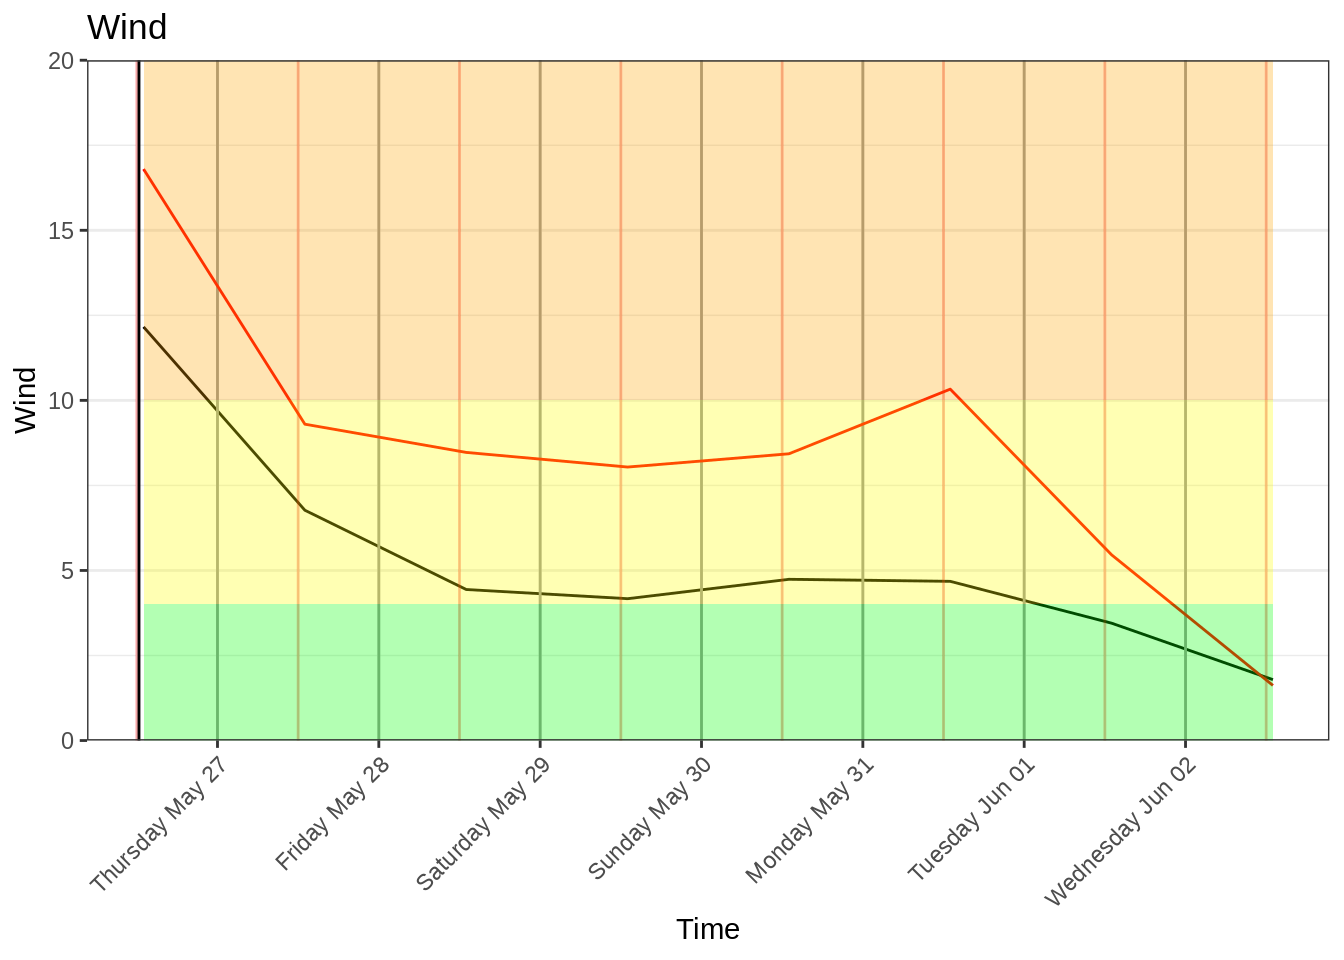 Wind
20
15
10
5
0
Wind
Thursday May 27
Friday May 28
Saturday May 29
Sunday May 30
Monday May 31
Tuesday Jun 01
Wednesday Jun 02
Time